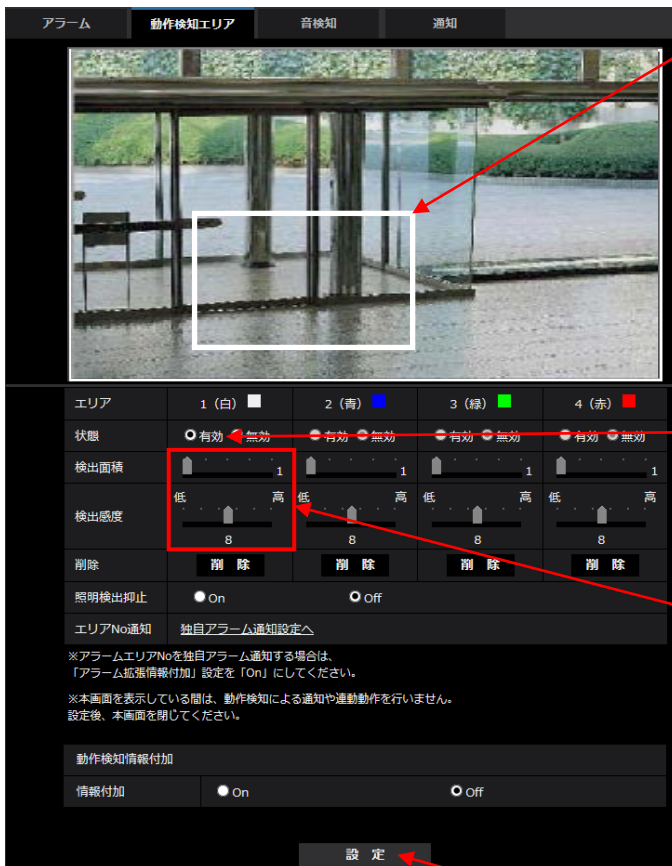 アラーム 動作検知エリア 音検知 通知
エリア 1（白） 2（青） 3（緑） 4（赤）
状態 有効 無効 有効 無効 有効 無効 有効 無効
検出面積 1 1 1 1
検出感度 低 高 低 高 低 高 低 高
8 8 8 8
削除 削 除 削 除 削 除 削 除
照明検出抑止 On Off
エリアNo通知 独自アラーム通知設定へ
※アラームエリアNoを独自アラーム通知する場合は、
「アラーム拡張情報付加」設定を「On」にしてください。
※本画面を表示している間は、動作検知による通知や連動動作を行いません。
設定後、本画面を閉じてください。
動作検知情報付加
情報付加 On Off
設 定